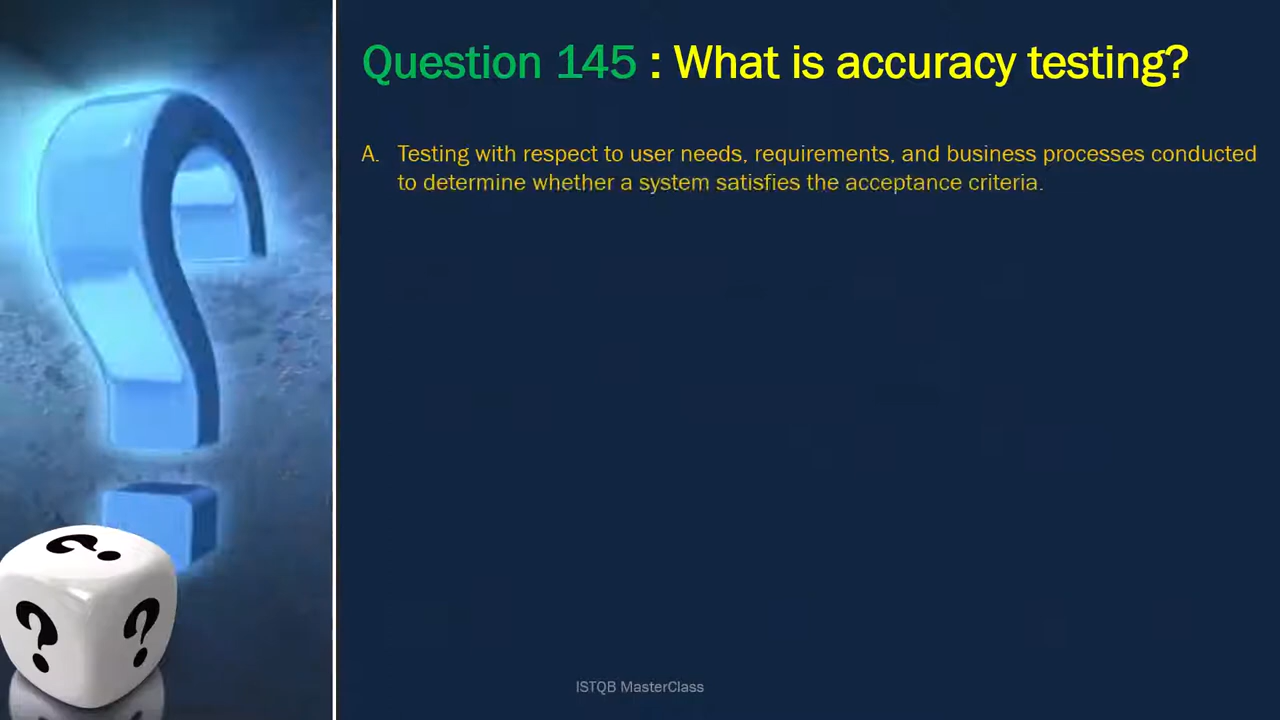 Question 145 : What is accuracy testing?
A. Testing with respect to user needs, requirements, and business processes conducted
to determine whether a system satisfies the acceptance criteria.
ISTQB MasterClass